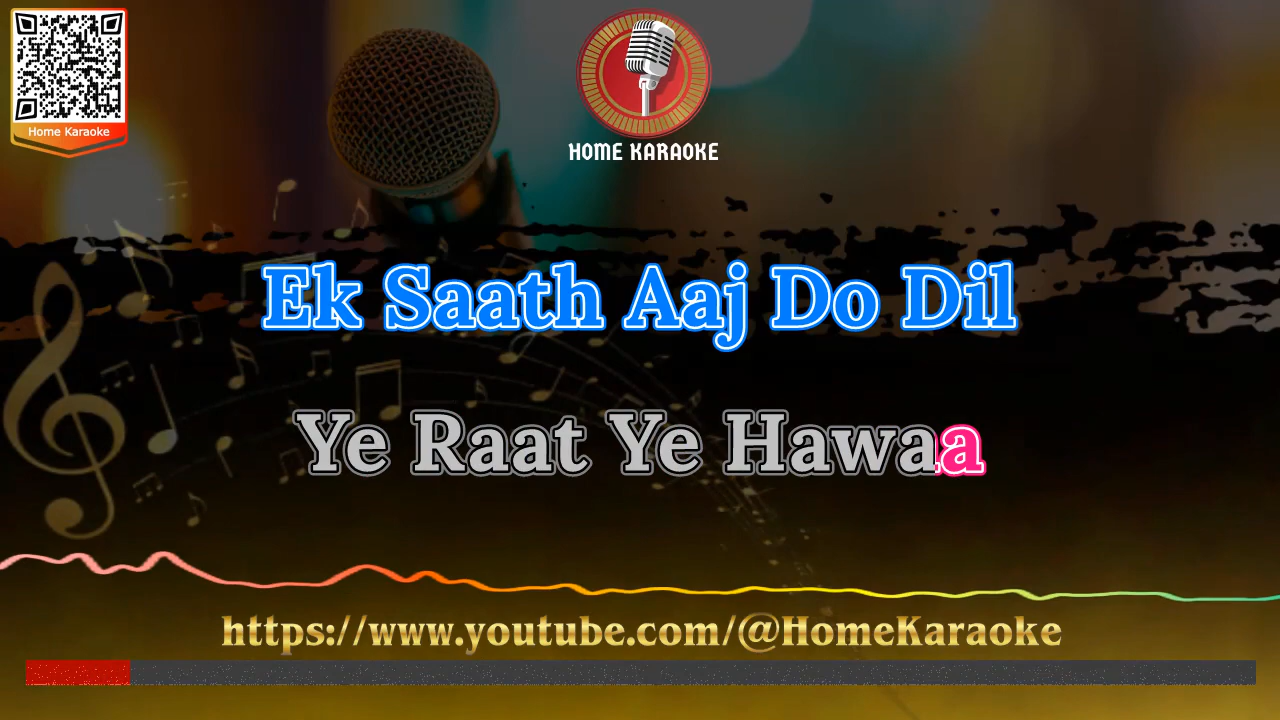 Home Karaoke
HOME KARAOKE
Ek Saath Aaj Do Dil
Ye Raat Ye Hawaa
https://www.youtube.com/@HomeKaraoke